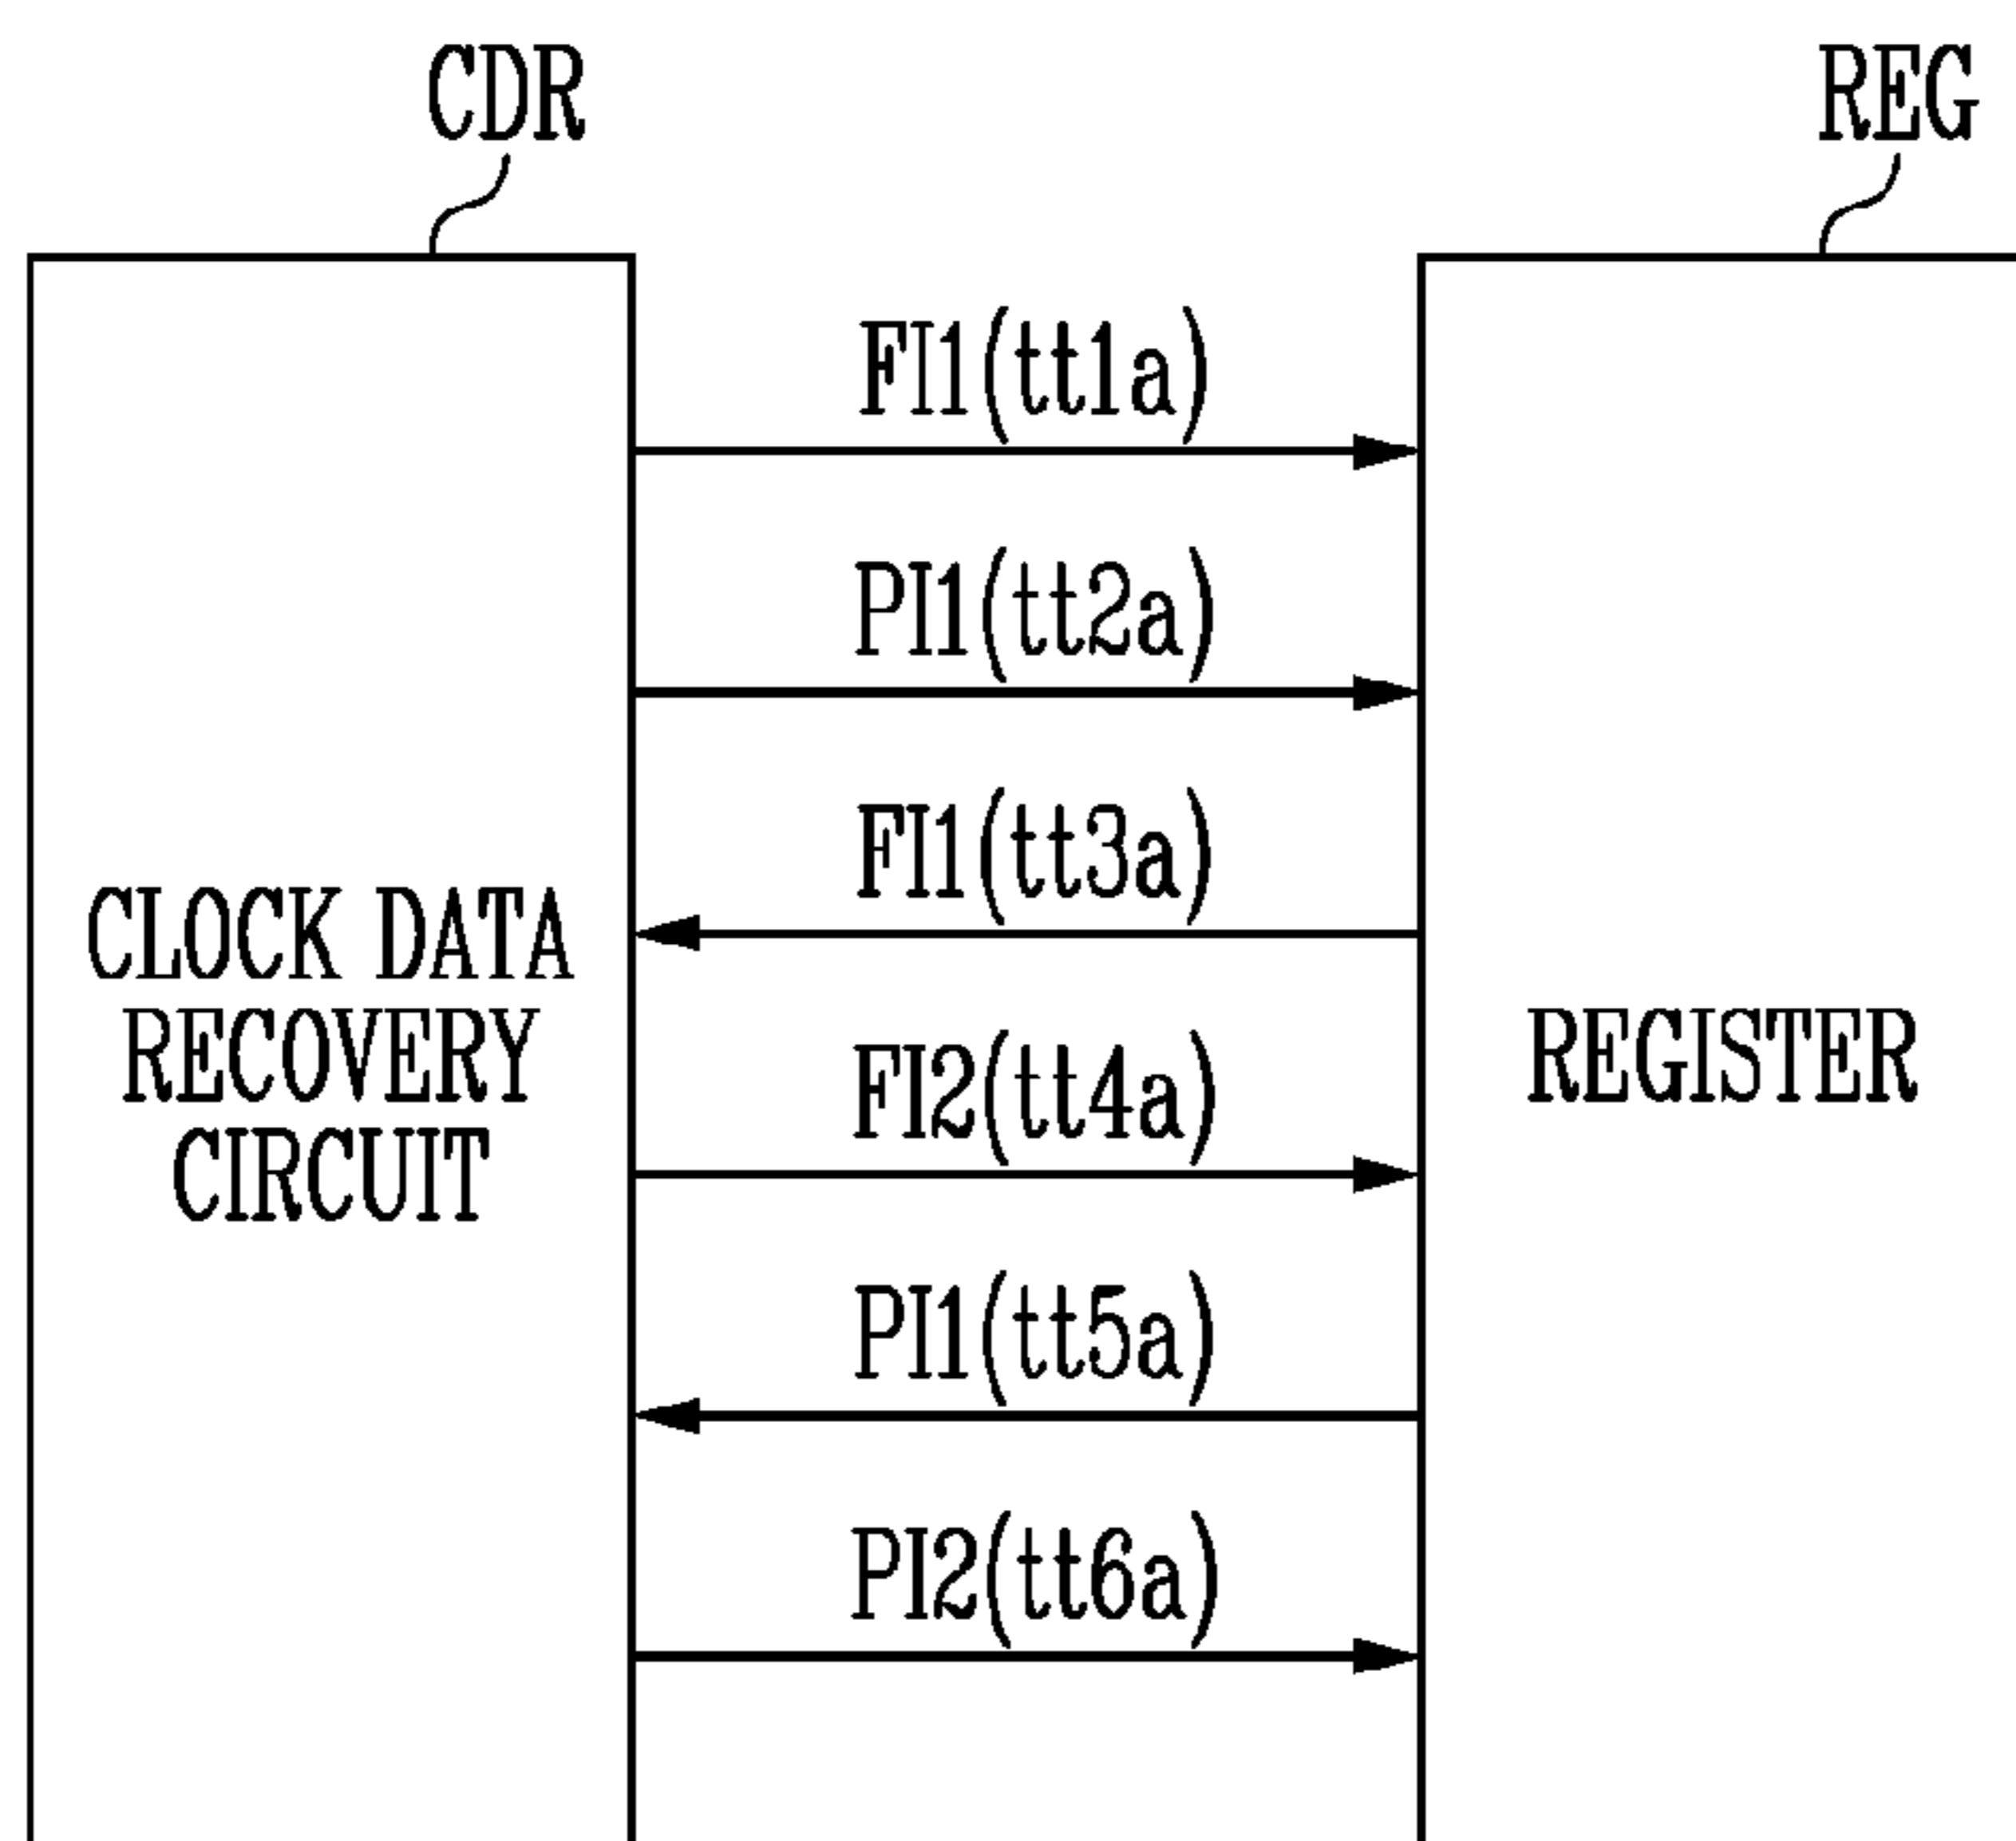 CDR
REG
FI1(tt1a)
PI1(tt2a)
FI1(tt3a)
CLOCK DATA
RECOVERY
CIRCUIT
FI2(tt4a)
REGISTER
PI1(tt5a)
PI2(tt6a)